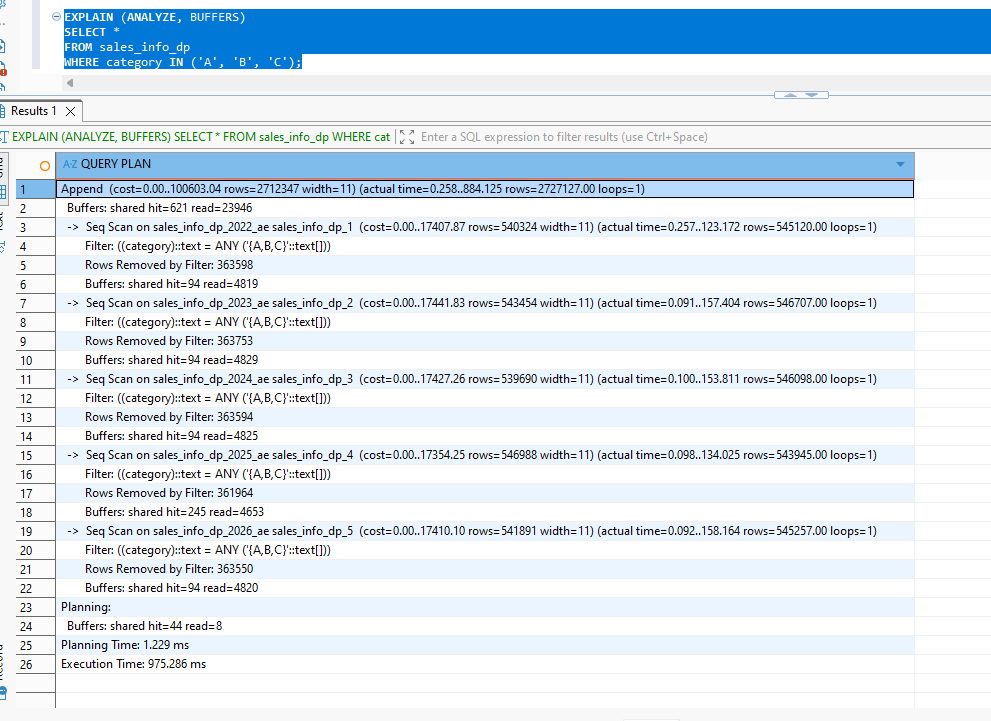 EXPLAIN (ANALYZE, BUFFERS)
SELECT *
FROM sales_info_dp
WHERE category IN ('A', 'B', 'C');
Results 1
EXPLAIN (ANALYZE, BUFFERS) SELECT * FROM sales_info_dp WHERE cat
Enter a SQL expression to filter results (use Ctrl+Space)
A-Z QUERY PLAN
1 Append (cost=0.00..100603.04 rows=2712347 width=11) (actual time=0.258..884.125 rows=2727127.00 loops=1)
2 Buffers: shared hit=621 read=23946
3 -> Seq Scan on sales_info_dp_2022_ae sales_info_dp_1 (cost=0.00..17407.87 rows=540324 width=11) (actual time=0.257..123.172 rows=545120.00 loops=1)
4 Filter: ((category)::text = ANY ('{A,B,C}'::text[]))
5 Rows Removed by Filter: 363598
6 Buffers: shared hit=94 read=4819
7 -> Seq Scan on sales_info_dp_2023_ae sales_info_dp_2 (cost=0.00..17441.83 rows=543454 width=11) (actual time=0.091..157.404 rows=546707.00 loops=1)
8 Filter: ((category)::text = ANY ('{A,B,C}'::text[]))
9 Rows Removed by Filter: 363753
10 Buffers: shared hit=94 read=4829
11 -> Seq Scan on sales_info_dp_2024_ae sales_info_dp_3 (cost=0.00..17427.26 rows=539690 width=11) (actual time=0.100..153.811 rows=546098.00 loops=1)
12 Filter: ((category)::text = ANY ('{A,B,C}'::text[]))
13 Rows Removed by Filter: 363594
14 Buffers: shared hit=94 read=4825
15 -> Seq Scan on sales_info_dp_2025_ae sales_info_dp_4 (cost=0.00..17354.25 rows=546988 width=11) (actual time=0.098..134.025 rows=543945.00 loops=1)
16 Filter: ((category)::text = ANY ('{A,B,C}'::text[]))
17 Rows Removed by Filter: 361964
18 Buffers: shared hit=245 read=4653
19 -> Seq Scan on sales_info_dp_2026_ae sales_info_dp_5 (cost=0.00..17410.10 rows=541891 width=11) (actual time=0.092..158.164 rows=545257.00 loops=1)
20 Filter: ((category)::text = ANY ('{A,B,C}'::text[]))
21 Rows Removed by Filter: 363550
22 Buffers: shared hit=94 read=4820
23 Planning:
24 Buffers: shared hit=44 read=8
25 Planning Time: 1.229 ms
26 Execution Time: 975.286 ms